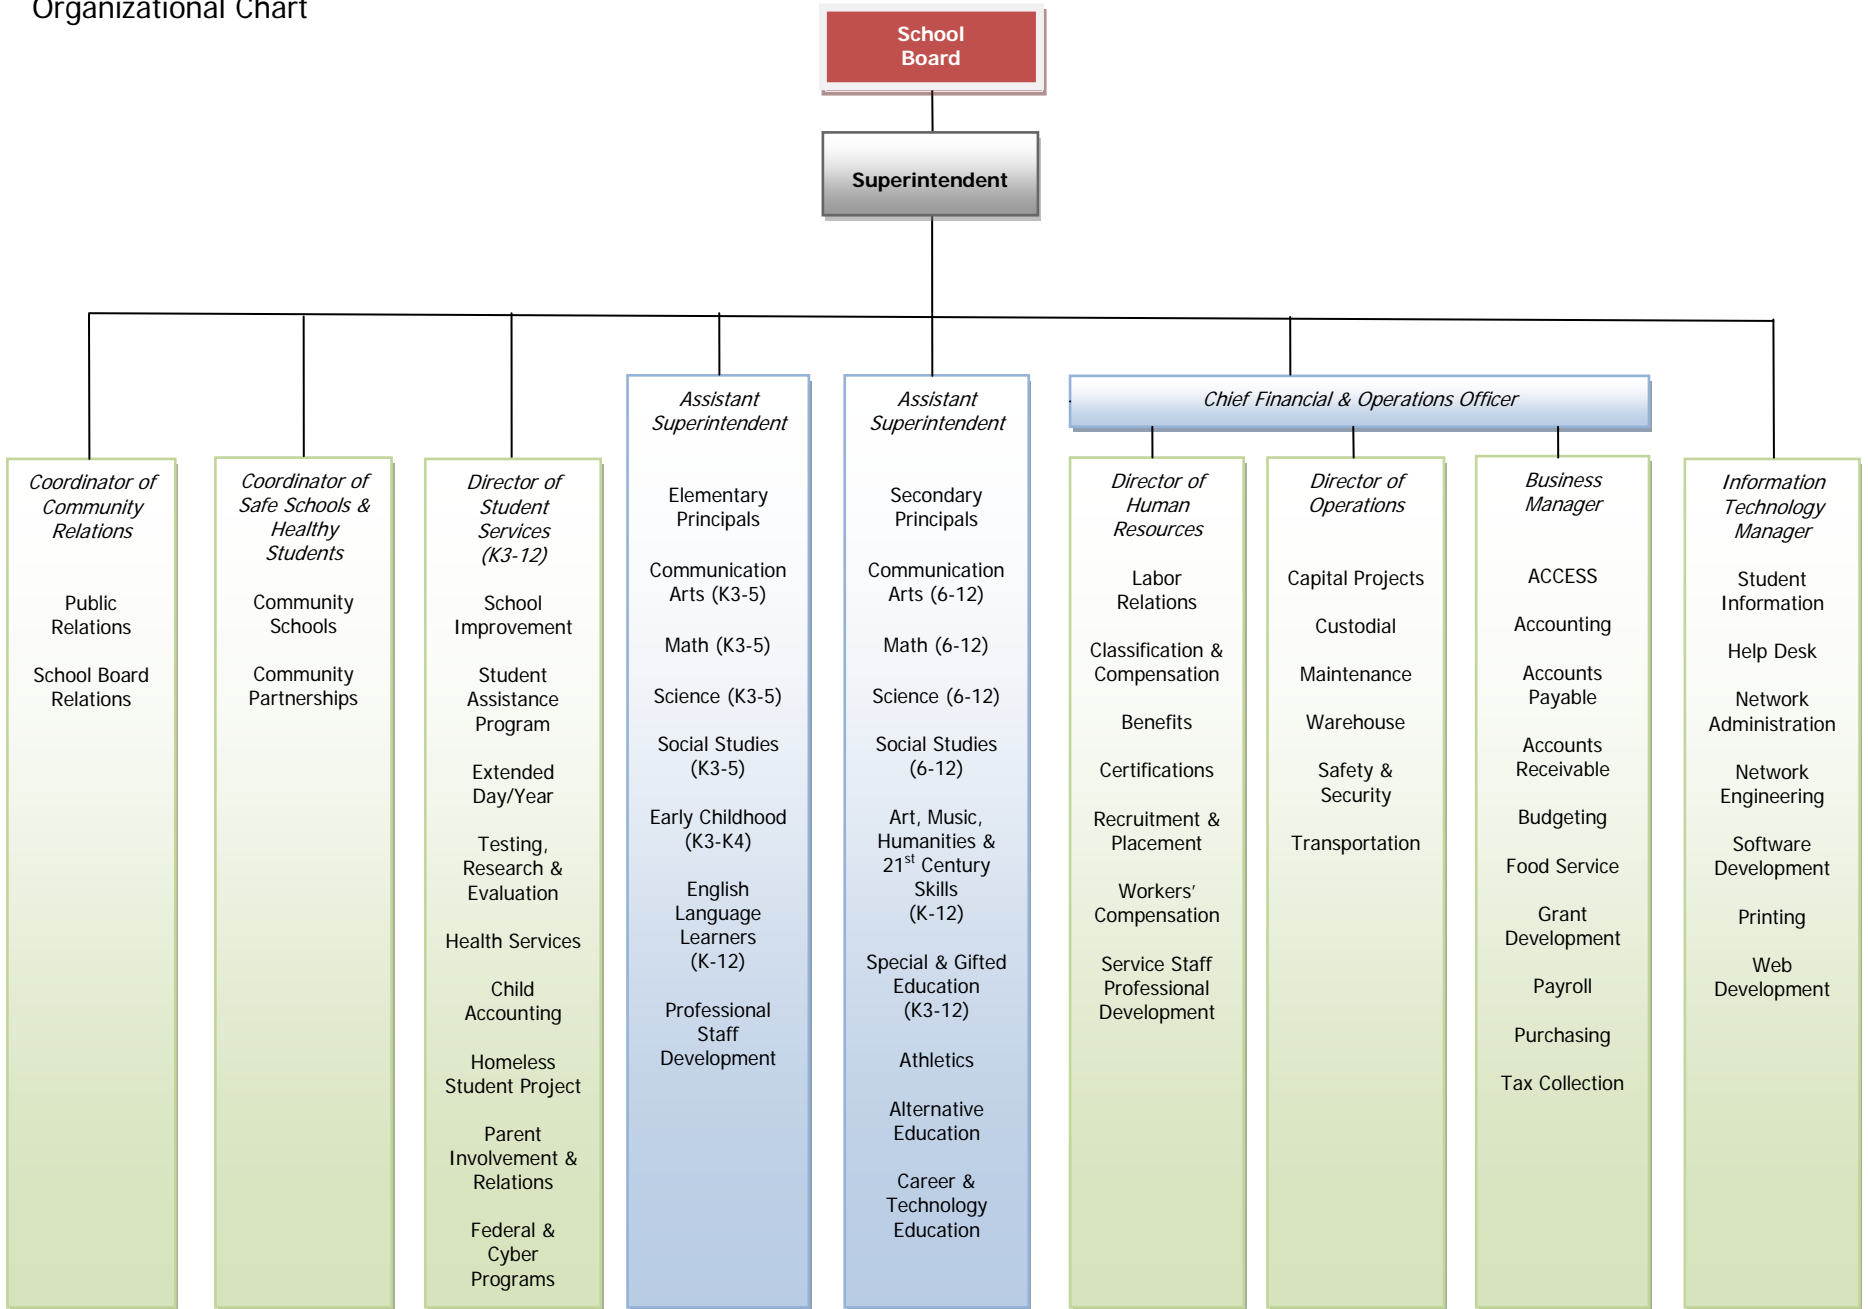 Organizational Chart
School
Board
Superintendent
Coordinator of
Community
Relations
Public
Relations
School Board
Relations
Coordinator of
Safe Schools &
Healthy
Students
Community
Schools
Community
Partnerships
Director of
Student
Services
(K3-12)
School
Improvement
Student
Assistance
Program
Extended
Day/Year
Testing,
Research &
Evaluation
Health Services
Child
Accounting
Homeless
Student Project
Parent
Involvement &
Relations
Federal &
Cyber
Programs
Assistant
Superintendent
Elementary
Principals
Communication
Arts (K3-5)
Math (K3-5)
Science (K3-5)
Social Studies
(K3-5)
Early Childhood
(K3-K4)
English
Language
Learners
(K-12)
Professional
Staff
Development
Assistant
Superintendent
Secondary
Principals
Communication
Arts (6-12)
Math (6-12)
Science (6-12)
Social Studies
(6-12)
Art, Music,
Humanities &
21st Century
Skills
(K-12)
Special & Gifted
Education
(K3-12)
Athletics
Alternative
Education
Career &
Technology
Education
Chief Financial & Operations Officer
Director of
Human
Resources
Labor
Relations
Classification &
Compensation
Benefits
Certifications
Recruitment &
Placement
Workers’
Compensation
Service Staff
Professional
Development
Director of
Operations
Capital Projects
Custodial
Maintenance
Warehouse
Safety &
Security
Transportation
Business
Manager
ACCESS
Accounting
Accounts
Payable
Accounts
Receivable
Budgeting
Food Service
Grant
Development
Payroll
Purchasing
Tax Collection
Information
Technology
Manager
Student
Information
Help Desk
Network
Administration
Network
Engineering
Software
Development
Printing
Web
Development